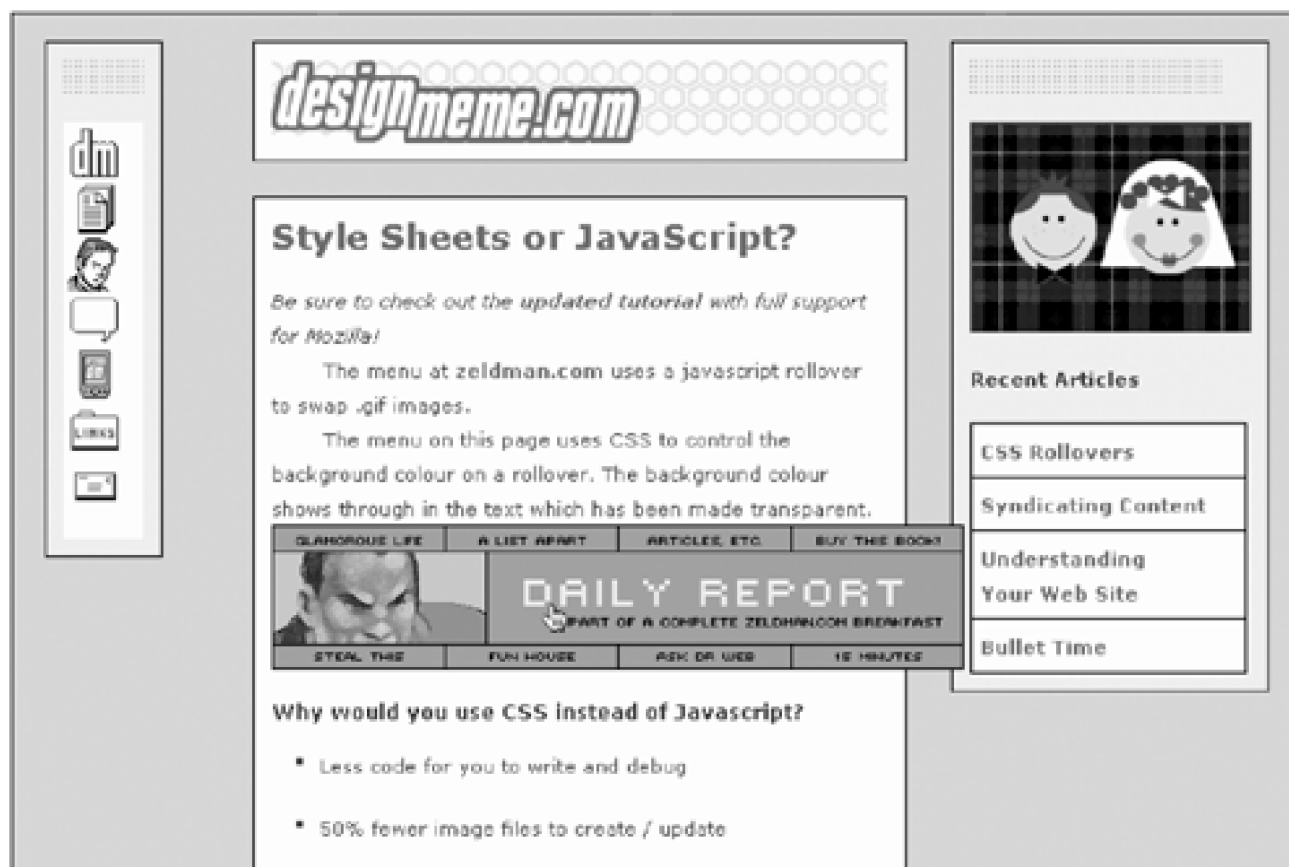 dm
LINKS
designmeme.com
Style Sheets or JavaScript?
Be sure to check out the updated tutorial with full support
for Mozilla!
The menu at zeldman.com uses a javascript rollover
to swap .gif images.
The menu on this page uses CSS to control the
background colour on a rollover. The background colour
shows through in the text which has been made transparent.
GLAMOROUS LIFE A LIST APART ARTICLES, ETC. BUY THIS BOOK!
DAILY REPORT
PART OF A COMPLETE ZELDMAN.COM BREAKFAST
STEAL THIS FUN HOUSE ASK DR WEB 15 MINUTES
Why would you use CSS instead of Javascript?
Less code for you to write and debug
50% fewer image files to create / update
Recent Articles
CSS Rollovers
Syndicating Content
Understanding
Your Web Site
Bullet Time